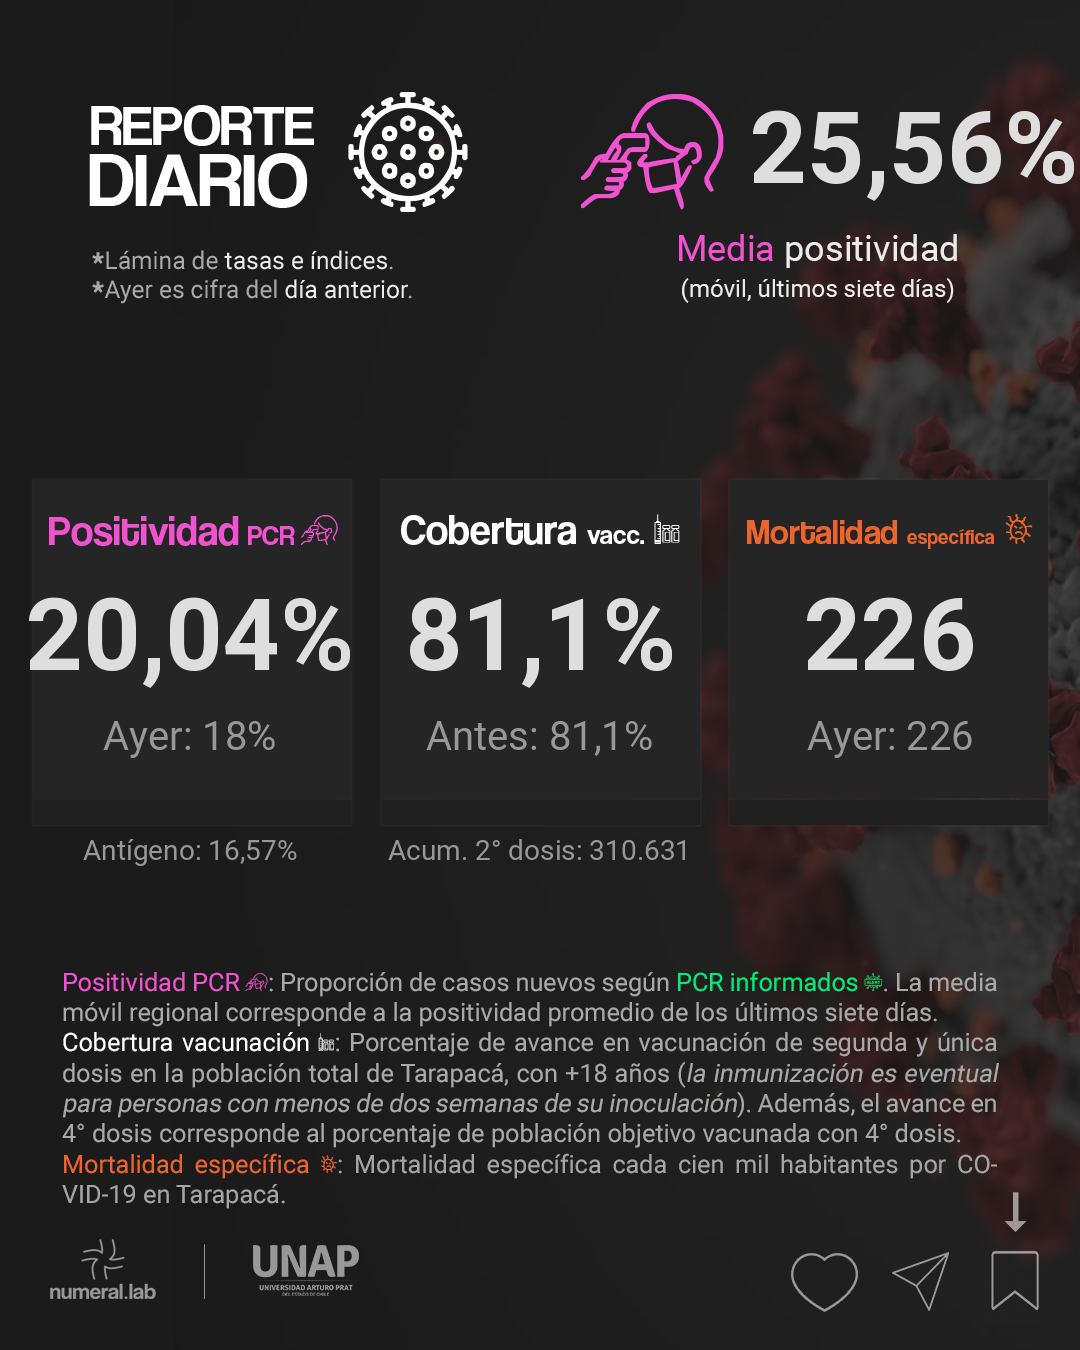 REPORTE
DIARIO
*Lámina de tasas e índices.
*Ayer es cifra del día anterior.
25,56%
Media positividad
(móvil, últimos siete días)
Positividad PCR
20,04%
Ayer: 18%
Antígeno: 16,57%
Cobertura vacc.
81,1%
Antes: 81,1%
Acum. 2° dosis: 310.631
Mortalidad específica
226
Ayer: 226
Positividad PCR: Proporción de casos nuevos según PCR informados. La media
móvil regional corresponde a la positividad promedio de los últimos siete días.
Cobertura vacunación: Porcentaje de avance en vacunación de segunda y única
dosis en la población total de Tarapacá, con +18 años (la inmunización es eventual
para personas con menos de dos semanas de su inoculación). Además, el avance en
4° dosis corresponde al porcentaje de población objetivo vacunada con 4° dosis.
Mortalidad específica: Mortalidad específica cada cien mil habitantes por CO-
VID-19 en Tarapacá.
numeral.lab
UNAP
UNIVERSIDAD ARTURO PRAT
DEL ESTADO DE CHILE